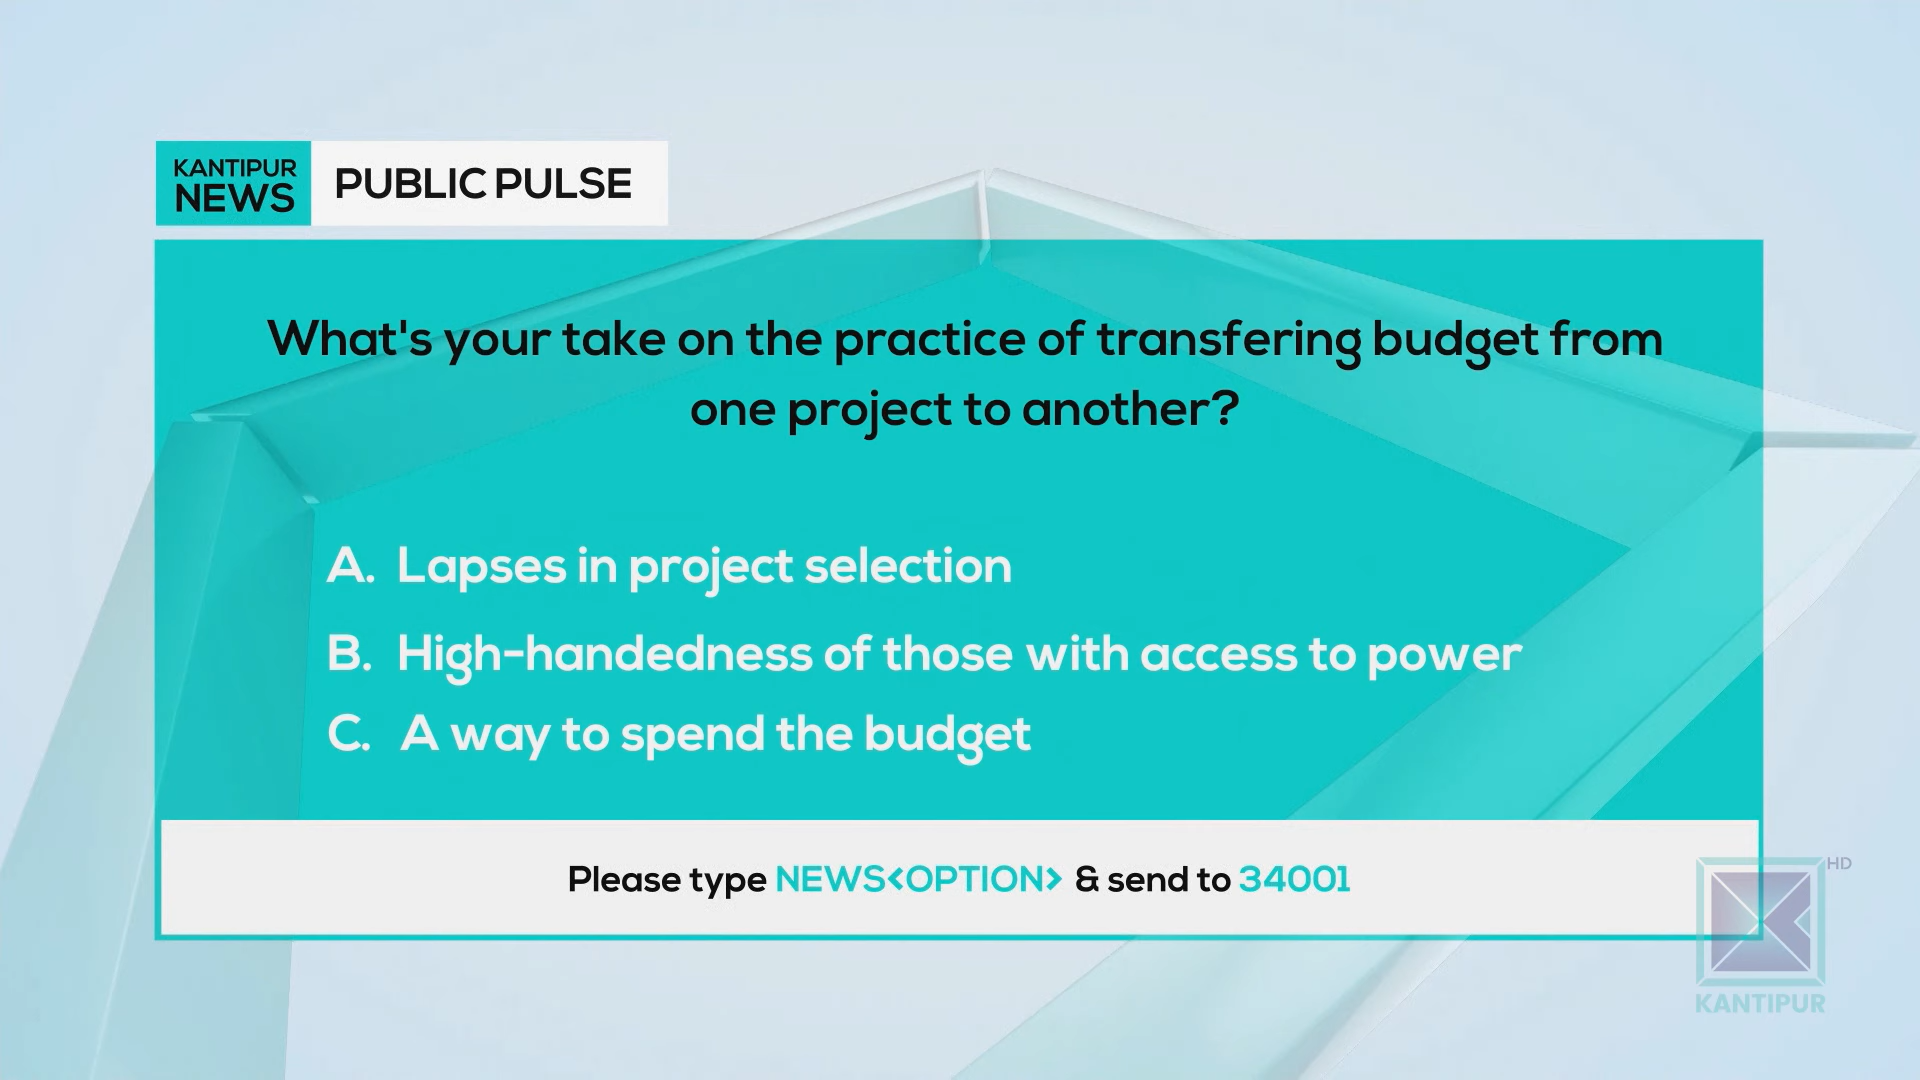 KANTIPUR
NEWS
PUBLIC PULSE
What's your take on the practice of transfering budget from
one project to another?
A. Lapses in project selection
B. High-handedness of those with access to power
C. A way to spend the budget
Please type NEWS<OPTION> & send to 34001
HD
KANTIPUR